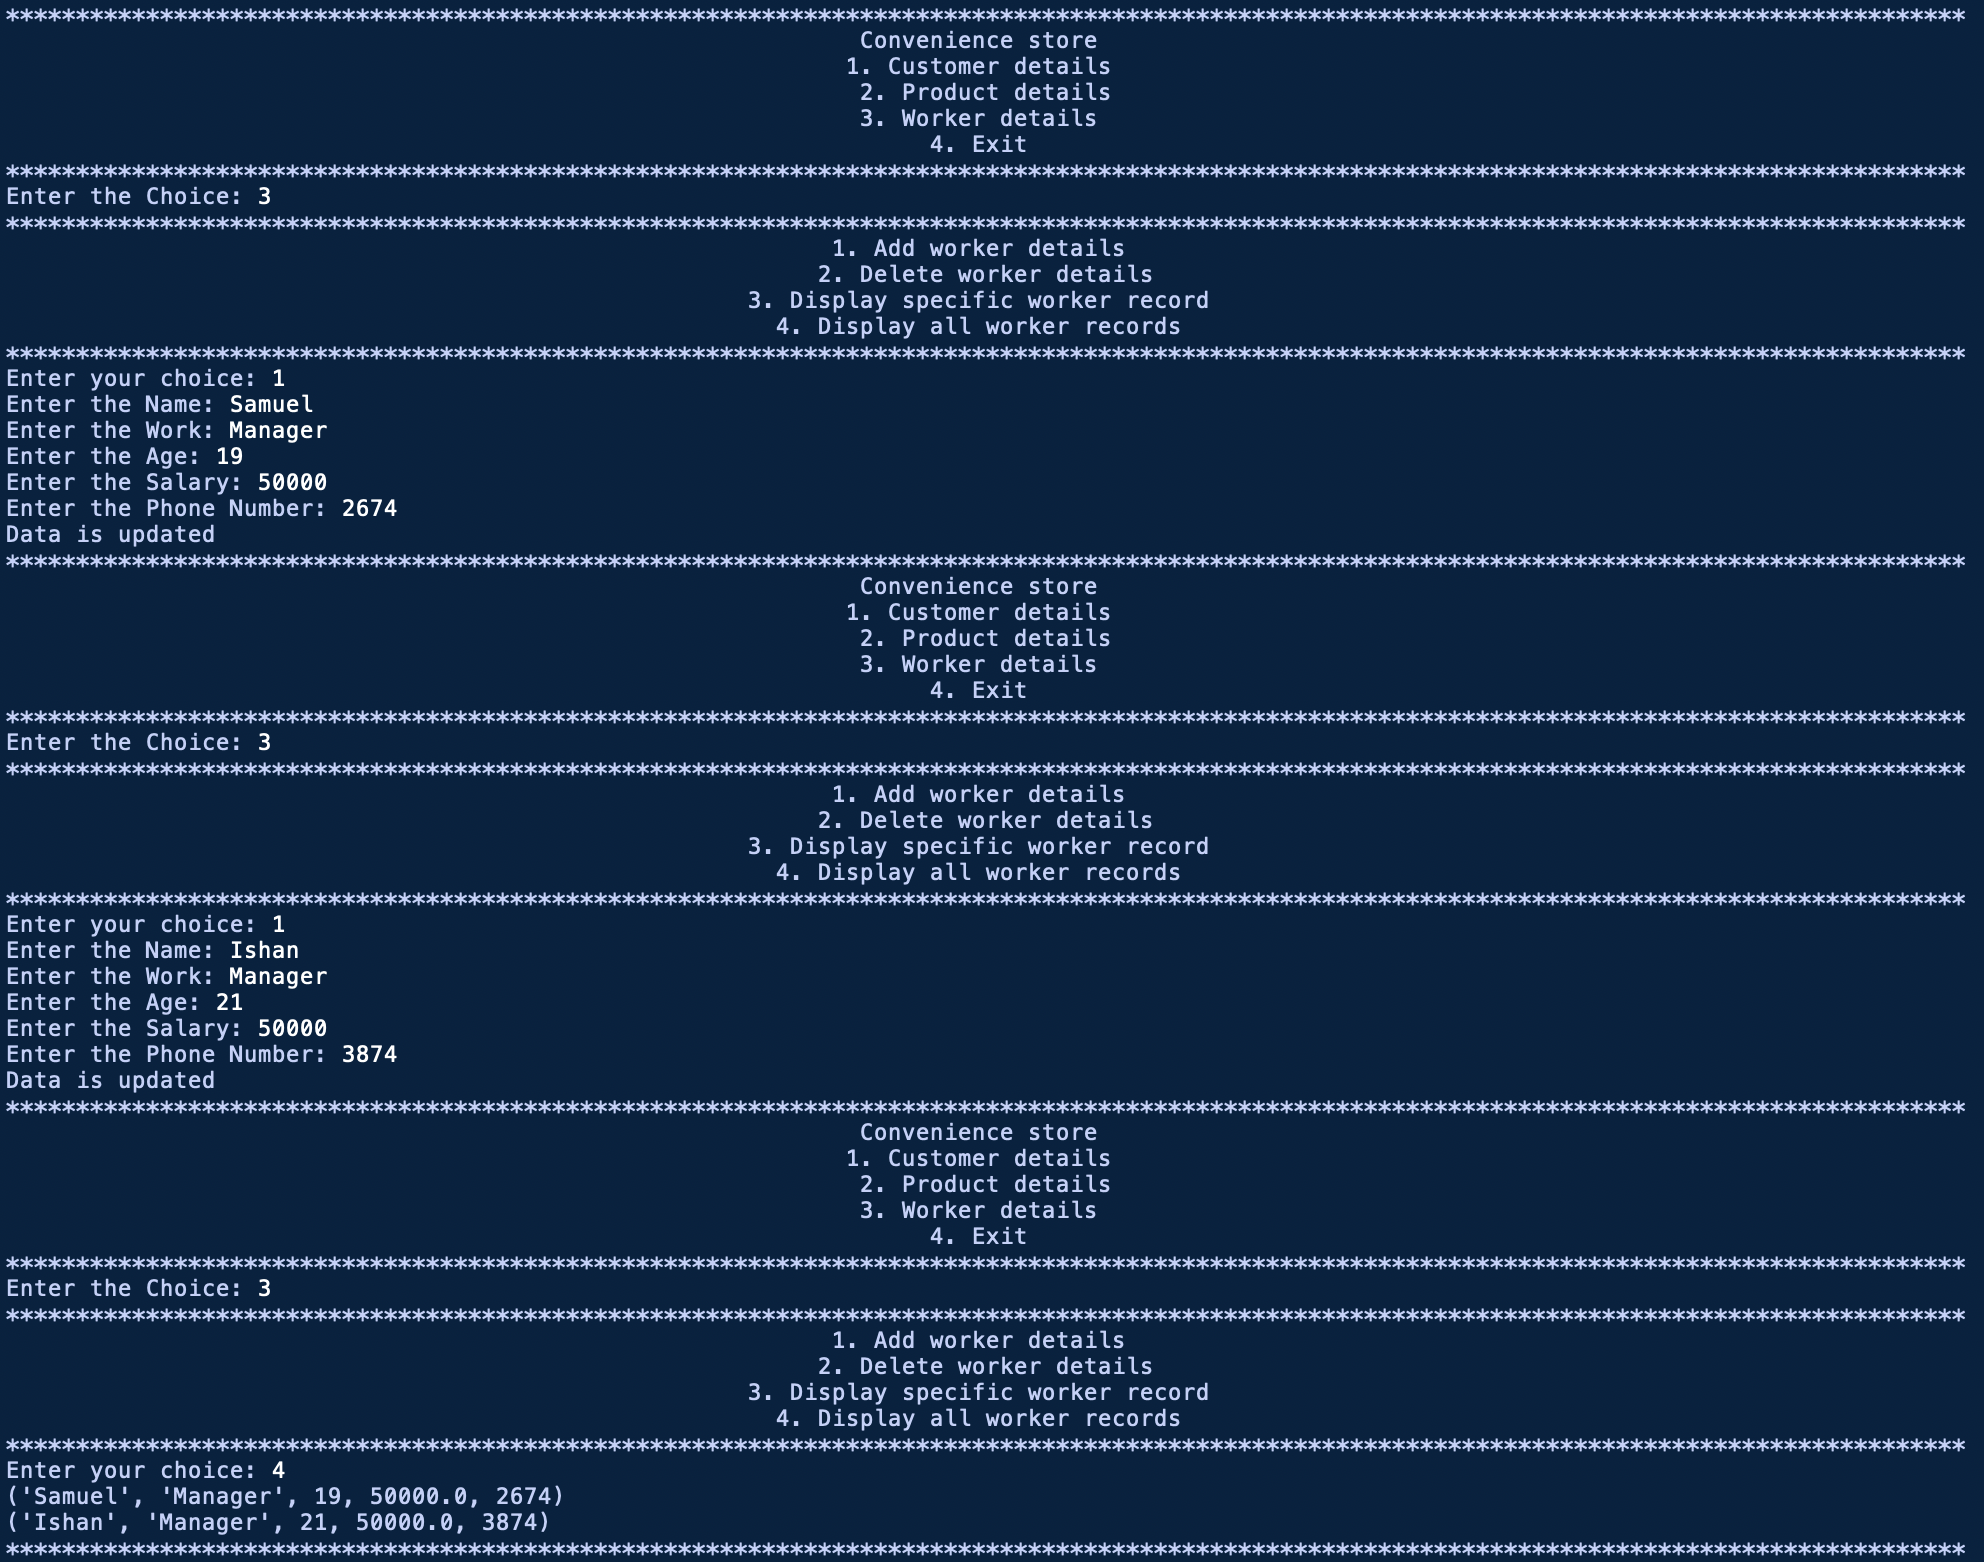 ********************************************************************************************************************************************
Convenience store
1. Customer details
2. Product details
3. Worker details
4. Exit
********************************************************************************************************************************************
Enter the Choice: 3
********************************************************************************************************************************************
1. Add worker details
2. Delete worker details
3. Display specific worker record
4. Display all worker records
********************************************************************************************************************************************
Enter your choice: 1
Enter the Name: Samuel
Enter the Work: Manager
Enter the Age: 19
Enter the Salary: 50000
Enter the Phone Number: 2674
Data is updated
********************************************************************************************************************************************
Convenience store
1. Customer details
2. Product details
3. Worker details
4. Exit
********************************************************************************************************************************************
Enter the Choice: 3
********************************************************************************************************************************************
1. Add worker details
2. Delete worker details
3. Display specific worker record
4. Display all worker records
********************************************************************************************************************************************
Enter your choice: 1
Enter the Name: Ishan
Enter the Work: Manager
Enter the Age: 21
Enter the Salary: 50000
Enter the Phone Number: 3874
Data is updated
********************************************************************************************************************************************
Convenience store
1. Customer details
2. Product details
3. Worker details
4. Exit
********************************************************************************************************************************************
Enter the Choice: 3
********************************************************************************************************************************************
1. Add worker details
2. Delete worker details
3. Display specific worker record
4. Display all worker records
********************************************************************************************************************************************
Enter your choice: 4
('Samuel', 'Manager', 19, 50000.0, 2674)
('Ishan', 'Manager', 21, 50000.0, 3874)
********************************************************************************************************************************************